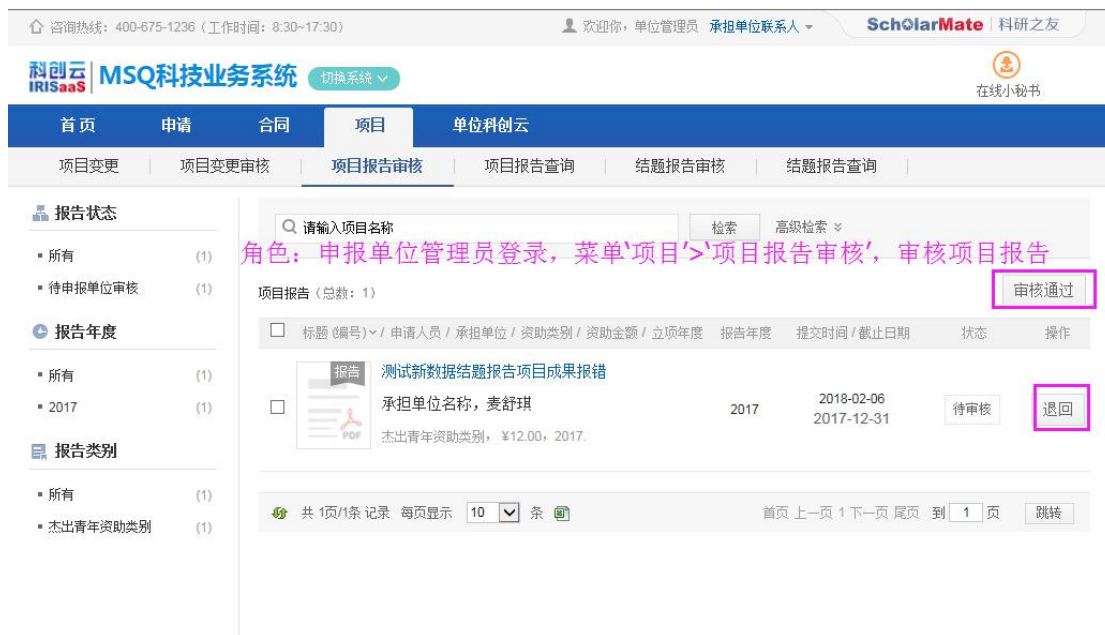 咨询热线：400-675-1236（工作时间：8:30~17:30） 欢迎你，单位管理员 承担单位联系人 ScholarMate 科研之友
科创云 IRISaaS MSQ科技业务系统 切换系统
在线小秘书
首页 申请 合同 项目 单位科创云
项目变更 项目变更审核 项目报告审核 项目报告查询 结题报告审核 结题报告查询
报告状态
所有 (1)
待申报单位审核 (1)
报告年度
所有 (1)
2017 (1)
报告类别
所有 (1)
杰出青年资助类别 (1)
请输入项目名称 检索 高级检索
角色：申报单位管理员登录，菜单‘项目’>‘项目报告审核’，审核项目报告
项目报告（总数：1） 审核通过
标题(编号) / 申请人员 / 承担单位 / 资助类别 / 资助金额 / 立项年度 报告年度 提交时间 / 截止日期 状态 操作
报告
PDF
测试新数据结题报告项目成果报错
承担单位名称，麦舒琪
杰出青年资助类别，¥12.00，2017.
2017
2018-02-06
2017-12-31
待审核
退回
共 1页/1条 记录 每页显示 10 条 首页 上一页 1 下一页 尾页 到 1 页 跳转